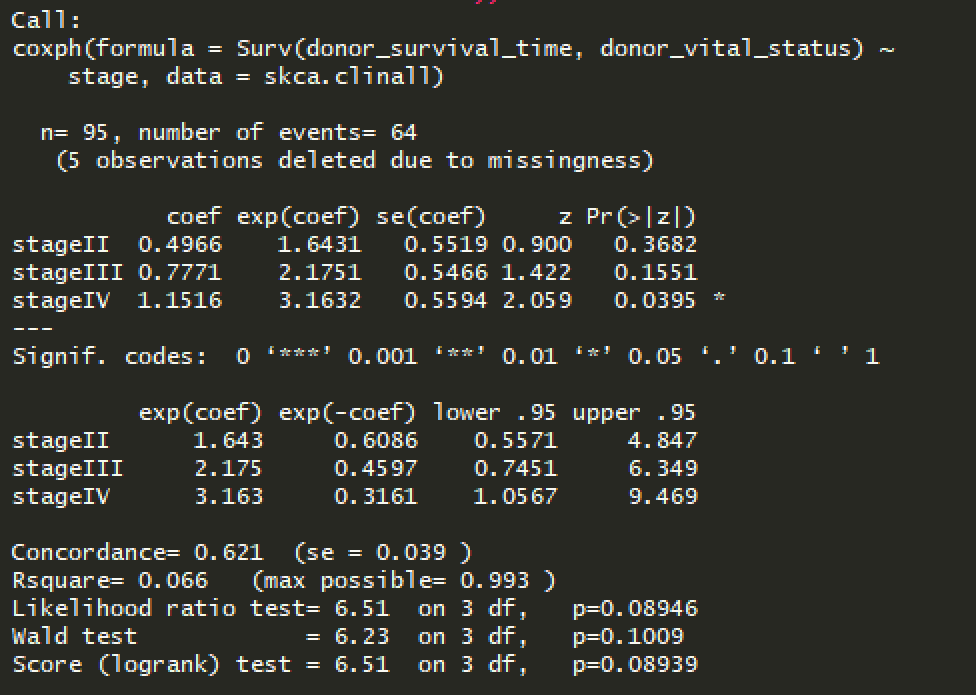 Call:
coxph(formula = Surv(donor_survival_time, donor_vital_status) ~
    stage, data = skca.clinall)

  n= 95, number of events= 64
   (5 observations deleted due to missingness)

           coef exp(coef) se(coef)     z Pr(>|z|)
stageII  0.4966    1.6431   0.5519 0.900   0.3682
stageIII 0.7771    2.1751   0.5466 1.422   0.1551
stageIV  1.1516    3.1632   0.5594 2.059   0.0395 *
---
Signif. codes:  0 ‘***’ 0.001 ‘**’ 0.01 ‘*’ 0.05 ‘.’ 0.1 ‘ ’ 1

         exp(coef) exp(-coef) lower .95 upper .95
stageII      1.643     0.6086    0.5571     4.847
stageIII     2.175     0.4597    0.7451     6.349
stageIV      3.163     0.3161    1.0567     9.469

Concordance= 0.621  (se = 0.039 )
Rsquare= 0.066   (max possible= 0.993 )
Likelihood ratio test= 6.51  on 3 df,   p=0.08946
Wald test            = 6.23  on 3 df,   p=0.1009
Score (logrank) test = 6.51  on 3 df,   p=0.08939